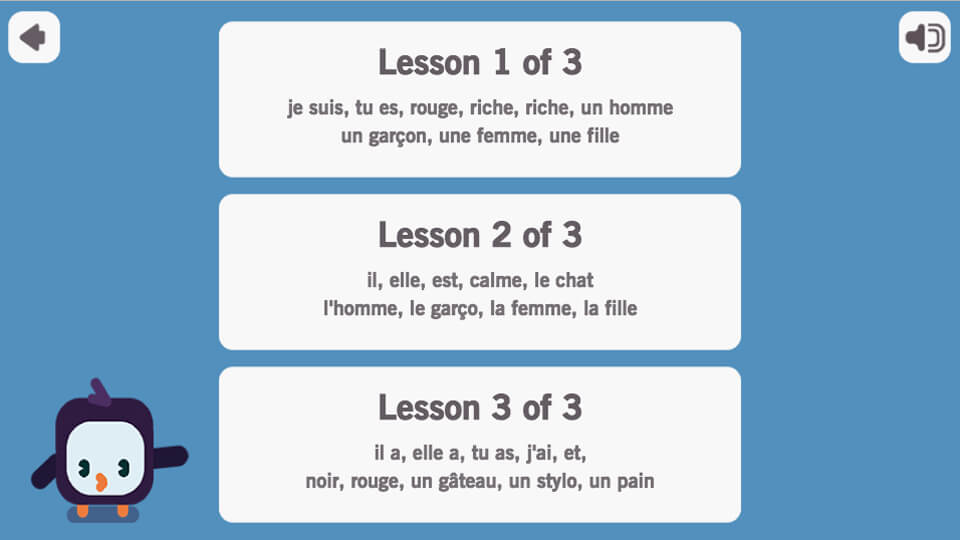 Lesson 1 of 3
je suis, tu es, rouge, riche, riche, un homme
un garçon, une femme, une fille
Lesson 2 of 3
il, elle, est, calme, le chat
l'homme, le garço, la femme, la fille
Lesson 3 of 3
il a, elle a, tu as, j'ai, et,
noir, rouge, un gâteau, un stylo, un pain